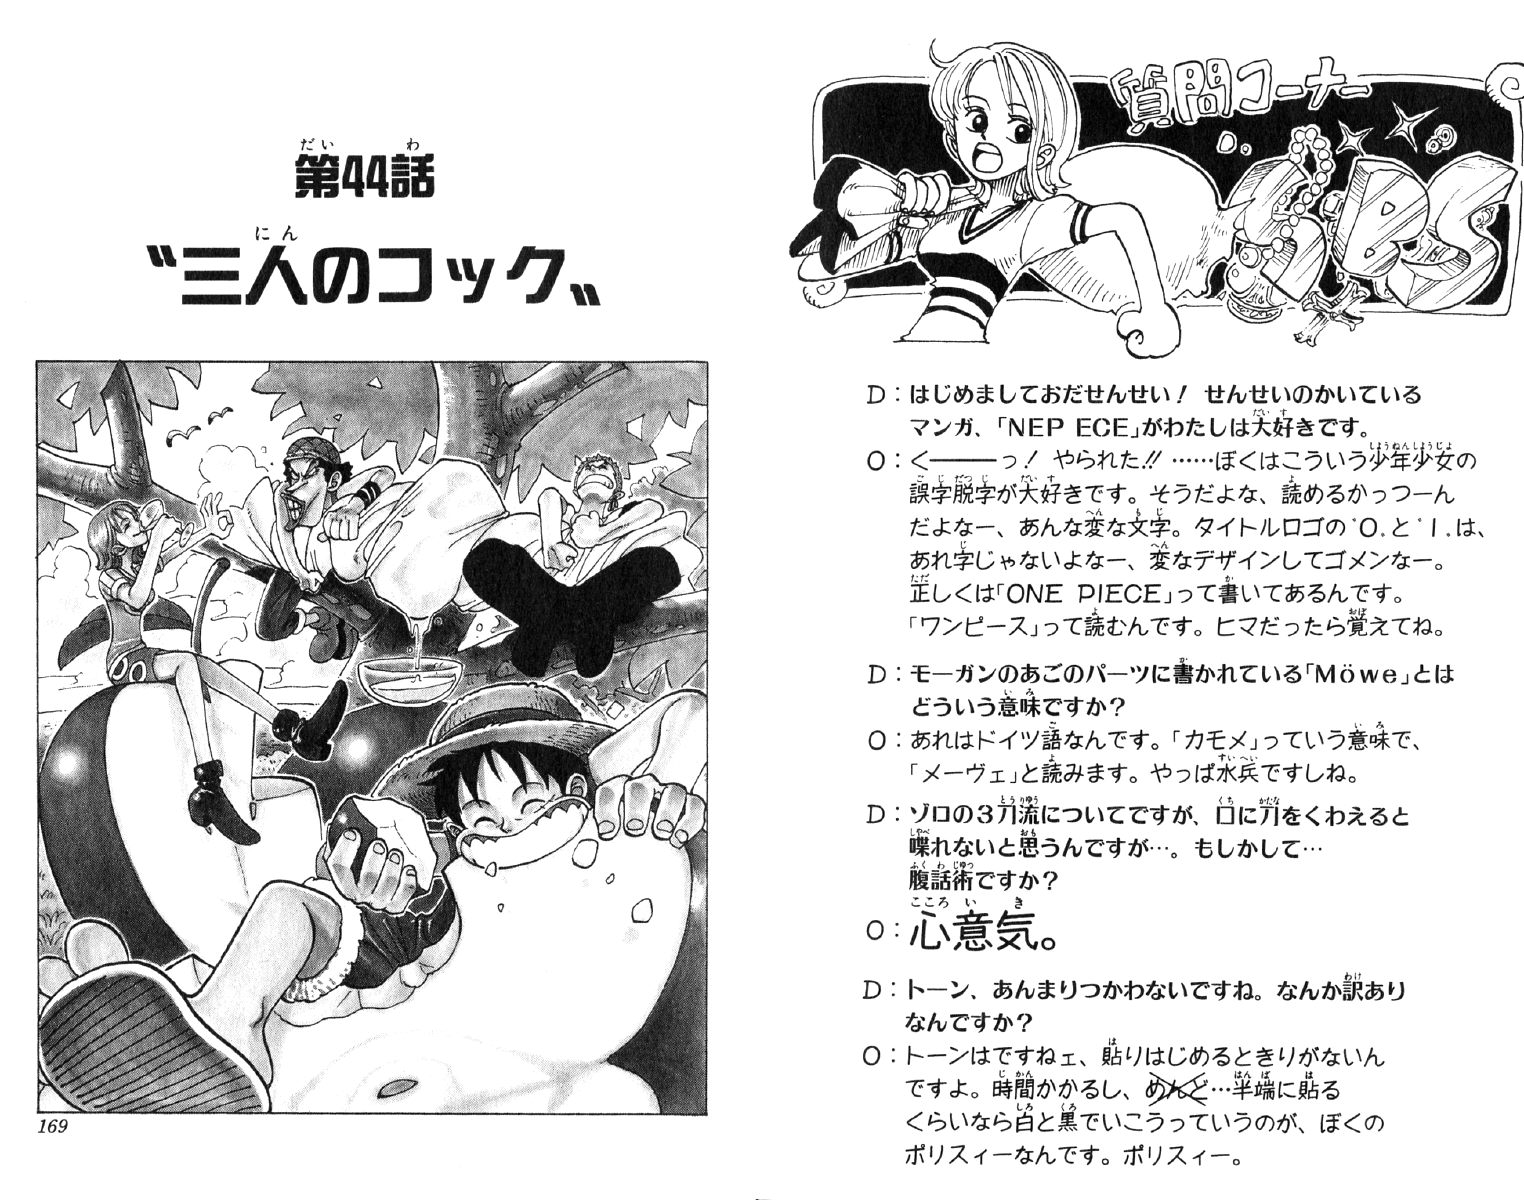 質問コーナー
SBS
D：はじめましておだせんせい！ せんせいのかいている
マンガ、「NEP ECE」がわたしは大好きです。
O：く———っ！ やられた!! ……ぼくはこういう少年少女の
誤字脱字が大好きです。そうだよな、読めるかっつーん
だよなー、あんな変な文字。タイトルロゴの〝O〟と〝I〟は、
あれ字じゃないよなー、変なデザインしてゴメンなー。
正しくは「ONE PIECE」って書いてあるんです。
「ワンピース」って読むんです。ヒマだったら覚えてね。
D：モーガンのあごのパーツに書かれている「Möwe」とは
どういう意味ですか？
O：あれはドイツ語なんです。「カモメ」っていう意味で、
「メーヴェ」と読みます。やっぱ水兵ですしね。
D：ゾロの3刀流についてですが、口に刀をくわえると
喋れないと思うんですが…。もしかして…
腹話術ですか？
O：心意気。
D：トーン、あんまりつかわないですね。なんか訳あり
なんですか？
O：トーンはですねェ、貼りはじめるときりがないん
ですよ。時間かかるし、めんど…半端に貼る
くらいなら白と黒でいこうっていうのが、ぼくの
ポリスィーなんです。ポリスィー。
第44話
〝三人のコック〟
169